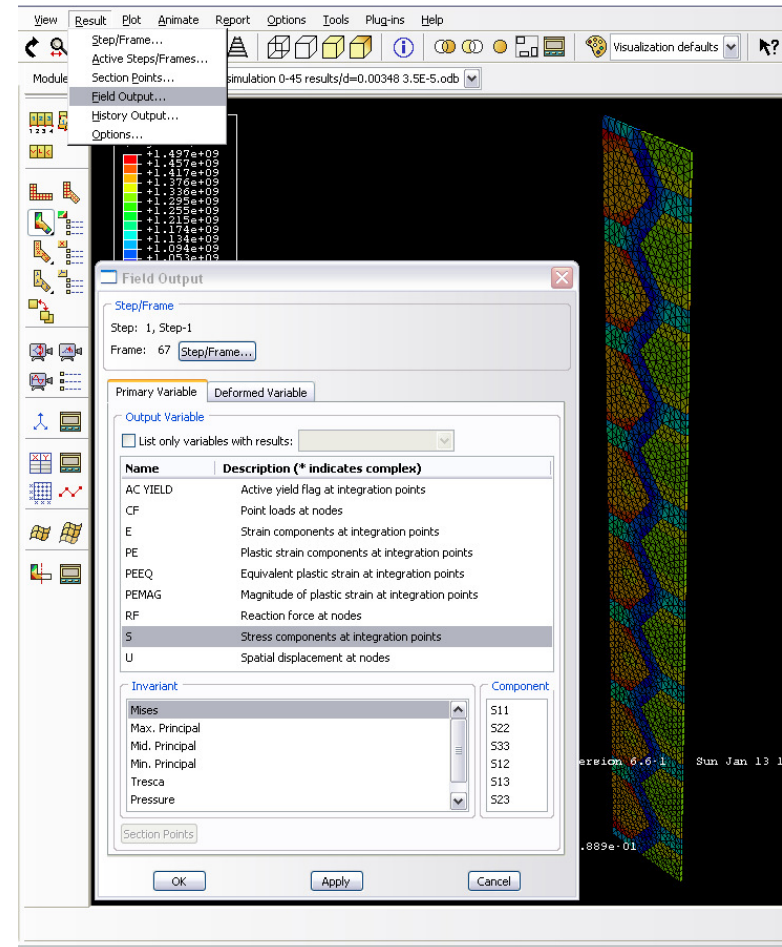 View Result Plot Animate Report Options Tools Plug-ins Help
Step/Frame...
Active Steps/Frames...
Section Points...
Field Output...
History Output...
Options...
Visualization defaults
Module
simulation 0-45 results/d=0.00348 3.5E-5.odb
+1.497e+09
+1.457e+09
+1.417e+09
+1.376e+09
+1.336e+09
+1.295e+09
+1.255e+09
+1.215e+09
+1.174e+09
+1.134e+09
+1.094e+09
+1.053e+09
Field Output
Step/Frame
Step: 1, Step-1
Frame: 67 Step/Frame...
Primary Variable Deformed Variable
Output Variable
List only variables with results:
Name Description (* indicates complex)
AC YIELD Active yield flag at integration points
CF Point loads at nodes
E Strain components at integration points
PE Plastic strain components at integration points
PEEQ Equivalent plastic strain at integration points
PEMAG Magnitude of plastic strain at integration points
RF Reaction force at nodes
S Stress components at integration points
U Spatial displacement at nodes
Invariant Component
Mises S11
Max. Principal S22
Mid. Principal S33
Min. Principal S12
Tresca S13
Pressure S23
Section Points
OK Apply Cancel
ersion 6.6-1 Sun Jan 13 1
.889e-01